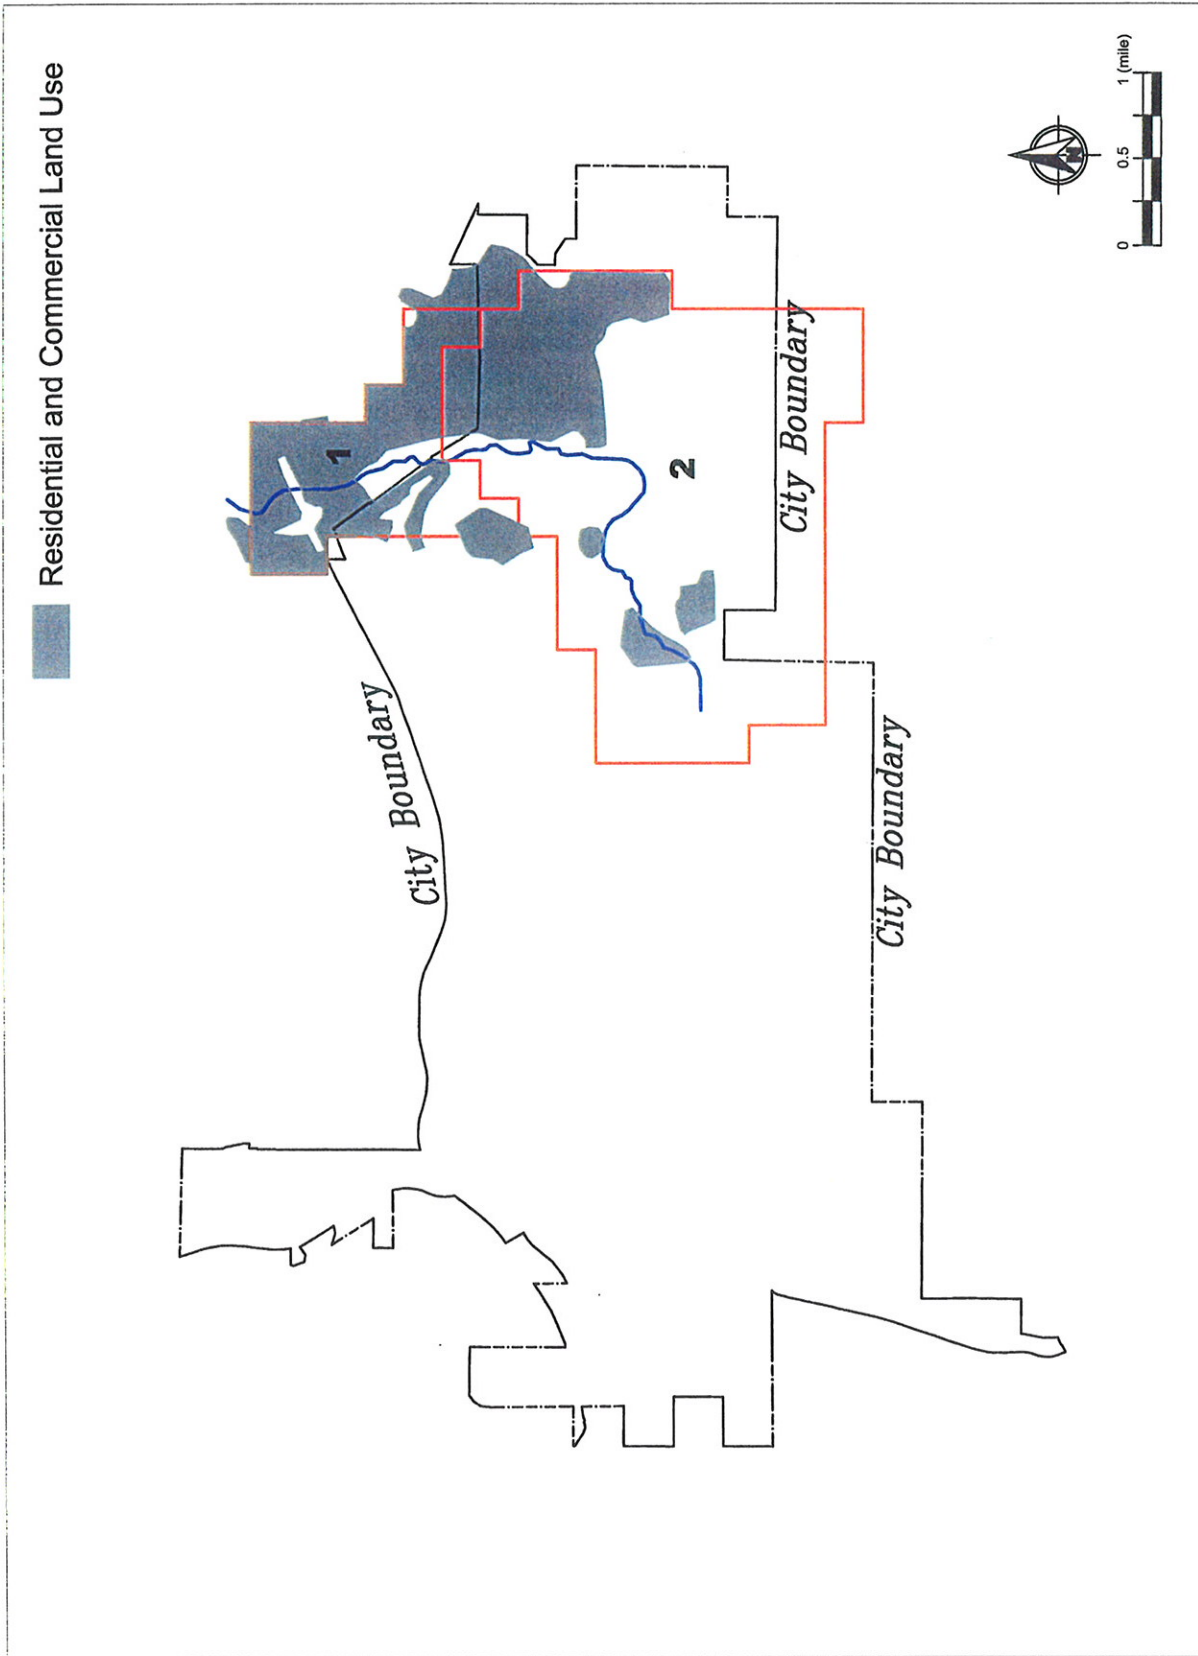 Residential and Commercial Land Use
1
2
City Boundary
City Boundary
City Boundary
N
0 0.5 1 (mile)